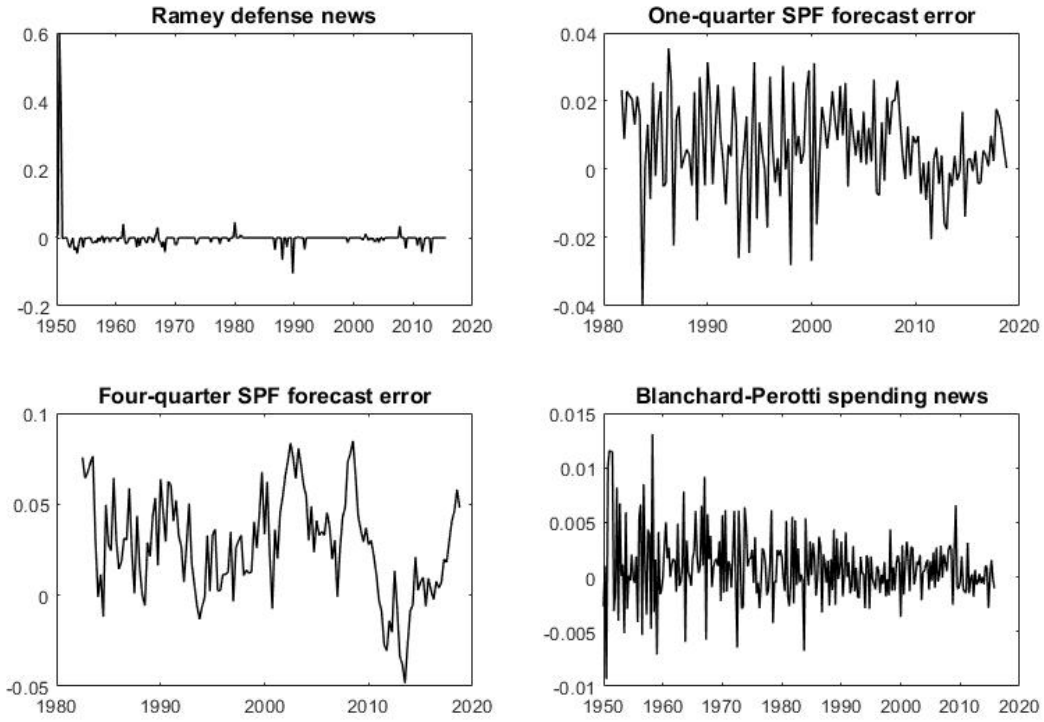 Ramey defense news
0.6
0.4
0.2
0
-0.2
1950 1960 1970 1980 1990 2000 2010 2020
One-quarter SPF forecast error
0.04
0.02
0
-0.02
-0.04
1980 1990 2000 2010 2020
Four-quarter SPF forecast error
0.1
0.05
0
-0.05
1980 1990 2000 2010 2020
Blanchard-Perotti spending news
0.015
0.01
0.005
0
-0.005
-0.01
1950 1960 1970 1980 1990 2000 2010 2020